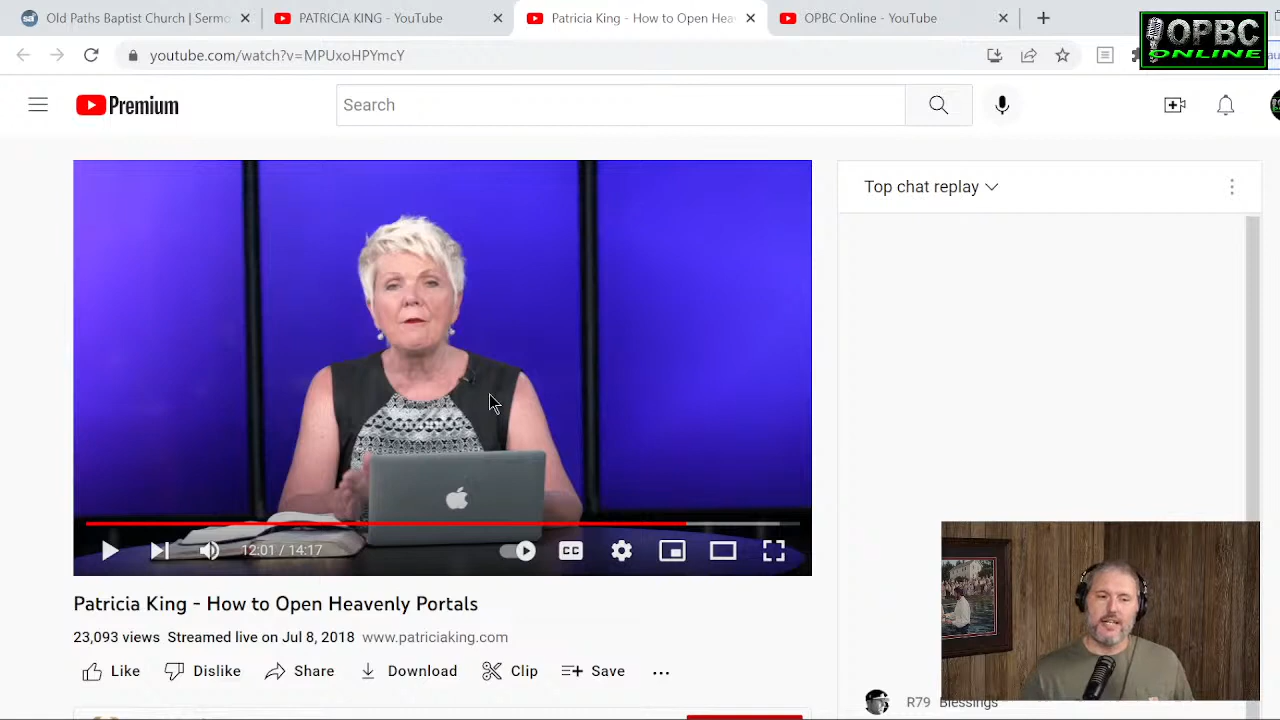 Old Paths Baptist Church | Sermo
PATRICIA KING - YouTube
Patricia King - How to Open Hea
OPBC Online - YouTube
OPBC
ONLINE
youtube.com/watch?v=MPUxoHPYmcY
Premium
Search
Top chat replay
12:01 / 14:17
CC
Patricia King - How to Open Heavenly Portals
23,093 views Streamed live on Jul 8, 2018 www.patriciaking.com
Like
Dislike
Share
Download
Clip
Save
R79 Blessings